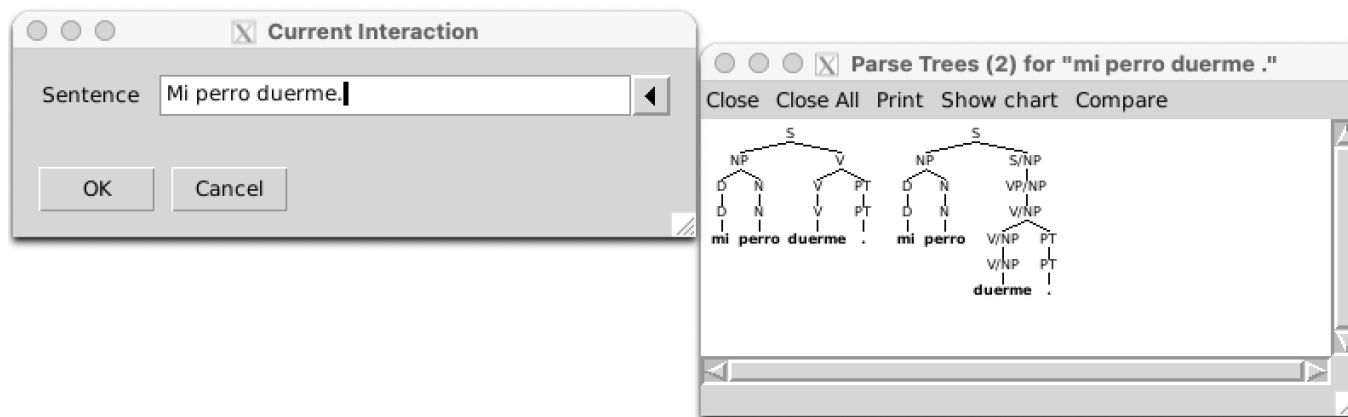 Current Interaction
Sentence Mi perro duerme.
OK Cancel
Parse Trees (2) for "mi perro duerme ."
Close Close All Print Show chart Compare
S S
NP V NP S/NP
D N V PT D N VP/NP
D N V PT D N V/NP
mi perro duerme . mi perro V/NP PT
V/NP PT
duerme .